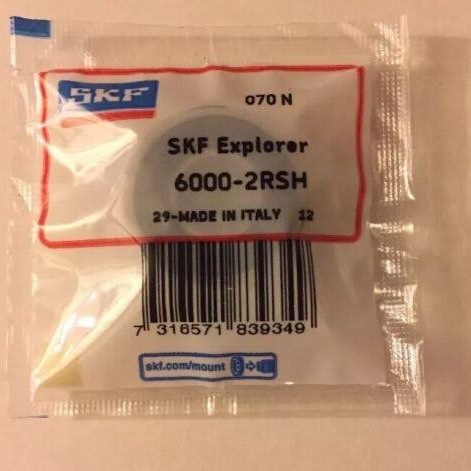 SKF
070 N
SKF Explorer
6000-2RSH
29-MADE IN ITALY 12
7 316571 839349
skf.com/mount